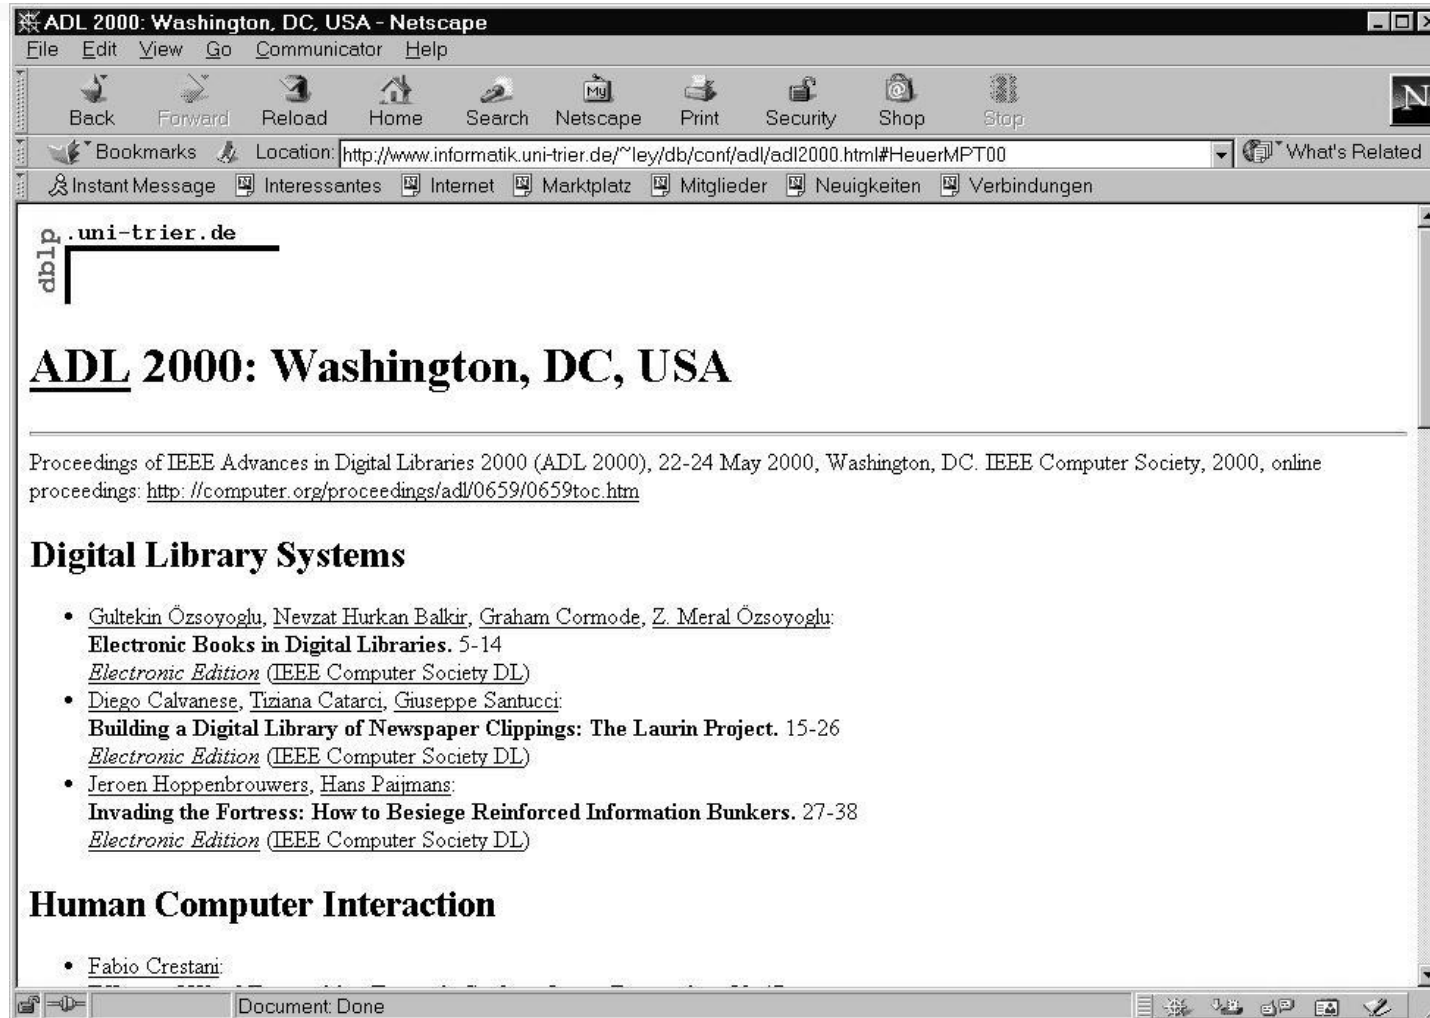 ADL 2000: Washington, DC, USA - Netscape
File Edit View Go Communicator Help
Back Forward Reload Home Search Netscape Print Security Shop Stop
My
N
Bookmarks Location: http://www.informatik.uni-trier.de/~ley/db/conf/adl/adl2000.html#HeuerMPT00 What's Related
Instant Message Interessantes Internet Marktplatz Mitglieder Neuigkeiten Verbindungen
dblp .uni-trier.de
ADL 2000: Washington, DC, USA
Proceedings of IEEE Advances in Digital Libraries 2000 (ADL 2000), 22-24 May 2000, Washington, DC. IEEE Computer Society, 2000, online
proceedings: http: //computer.org/proceedings/adl/0659/0659toc.htm
Digital Library Systems
• Gultekin Özsoyoglu, Nevzat Hurkan Balkir, Graham Cormode, Z. Meral Özsoyoglu:
Electronic Books in Digital Libraries. 5-14
Electronic Edition (IEEE Computer Society DL)
• Diego Calvanese, Tiziana Catarci, Giuseppe Santucci:
Building a Digital Library of Newspaper Clippings: The Laurin Project. 15-26
Electronic Edition (IEEE Computer Society DL)
• Jeroen Hoppenbrouwers, Hans Paijmans:
Invading the Fortress: How to Besiege Reinforced Information Bunkers. 27-38
Electronic Edition (IEEE Computer Society DL)
Human Computer Interaction
• Fabio Crestani:
Document: Done